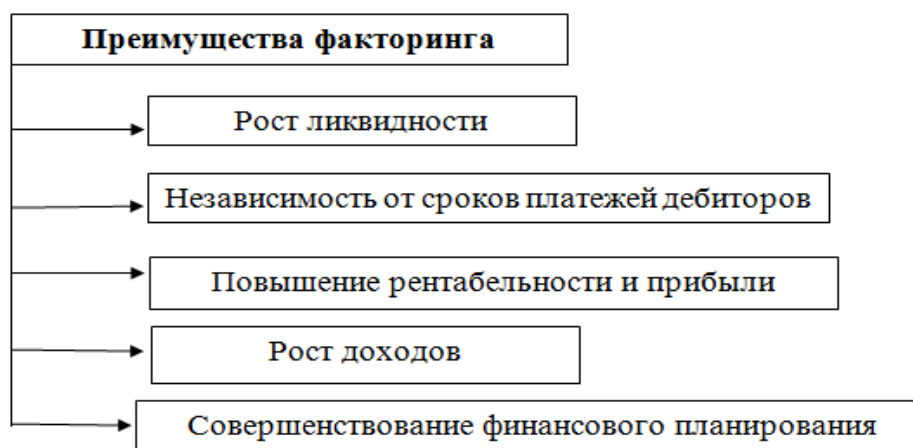 Преимущества факторинга
Рост ликвидности
Независимость от сроков платежей дебиторов
Повышение рентабельности и прибыли
Рост доходов
Совершенствование финансового планирования